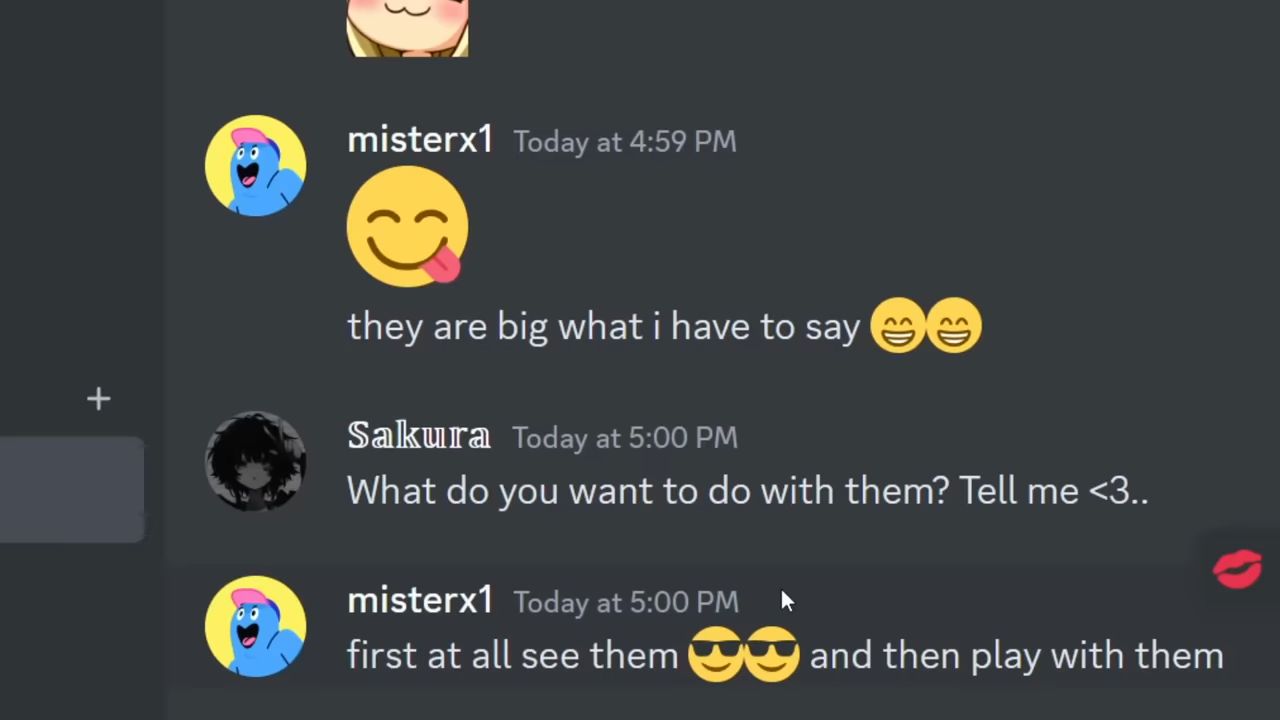 misterx1 Today at 4:59 PM
😋
they are big what i have to say 😁😁
Sakura Today at 5:00 PM
What do you want to do with them? Tell me <3..
misterx1 Today at 5:00 PM
first at all see them 😎😎 and then play with them